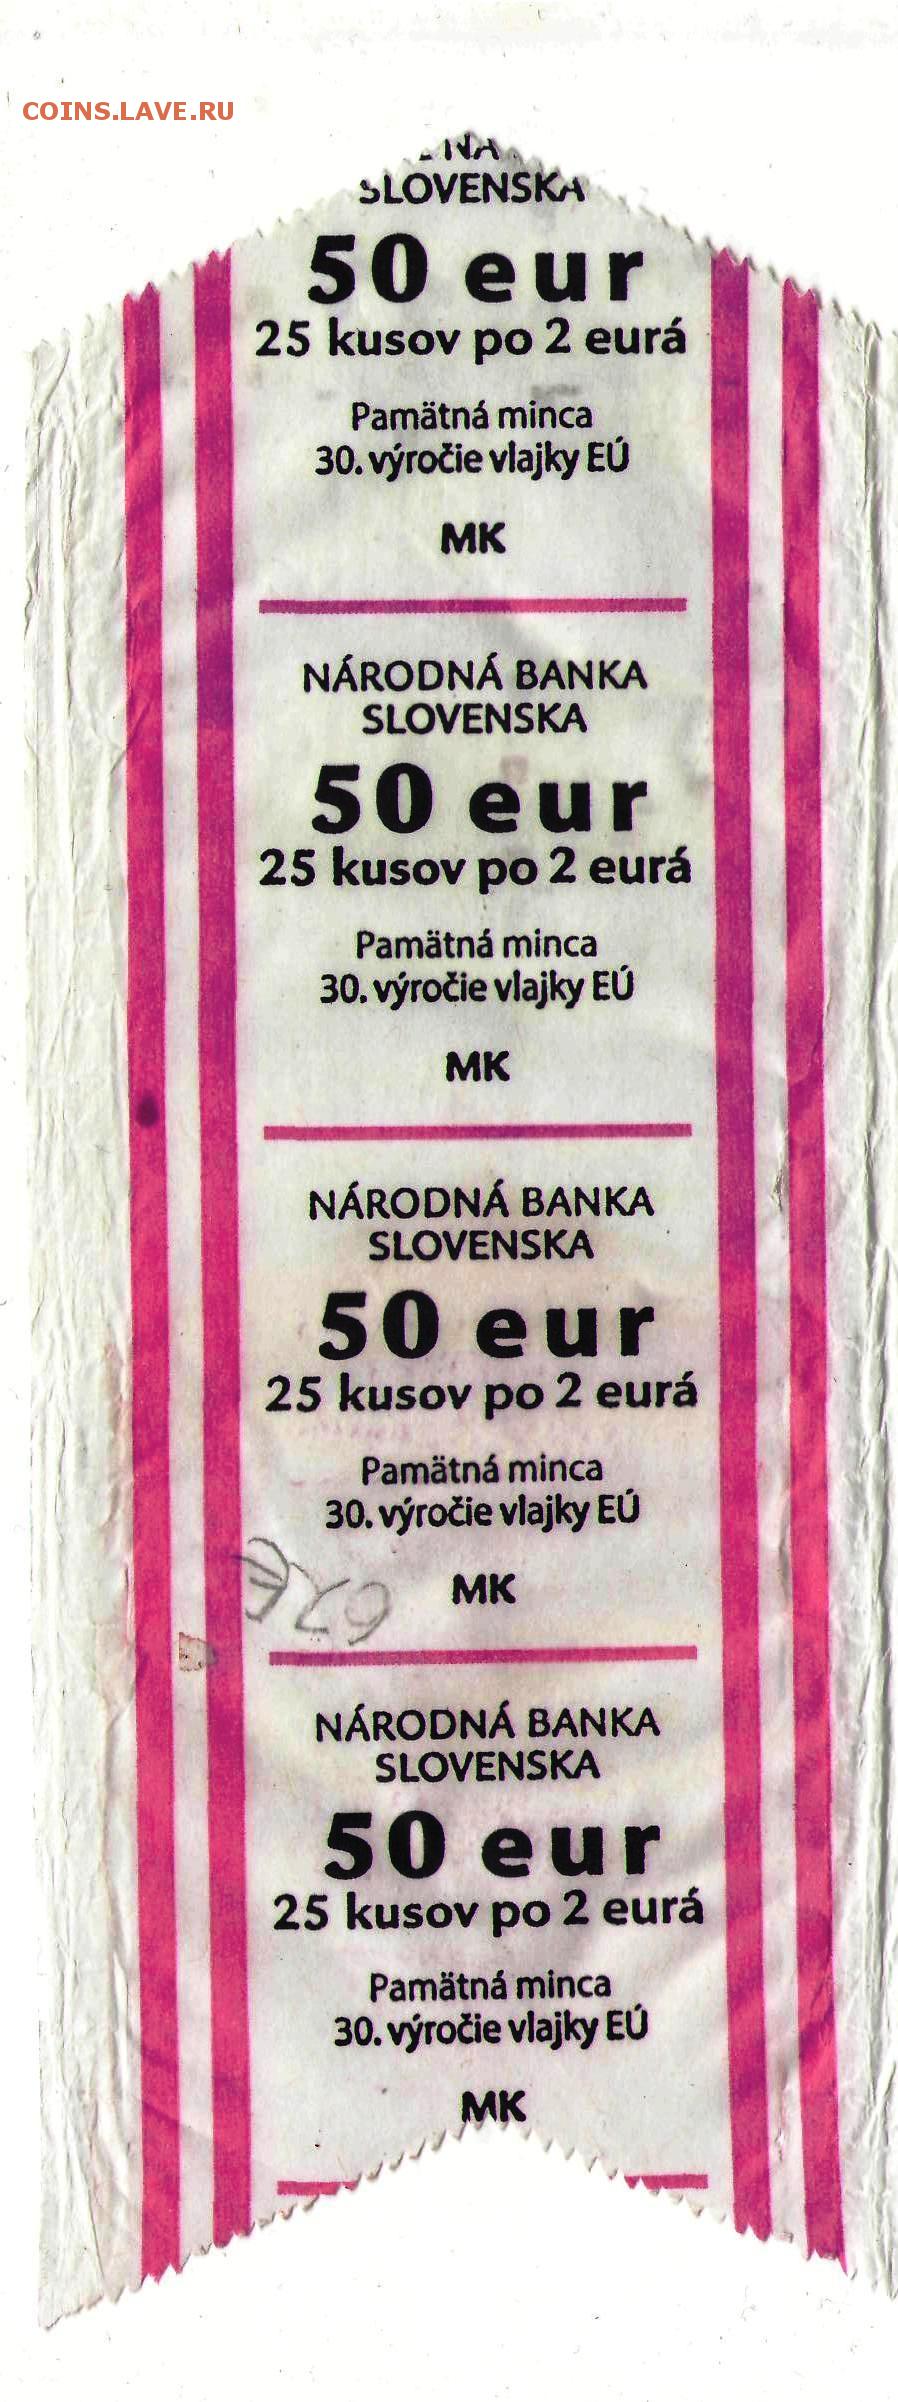 COINS.LAVE.RU
SLOVENSKA
50 eur
25 kusov po 2 eurá
Pamätná minca
30. výročie vlajky EÚ
MK
NÁRODNÁ BANKA
SLOVENSKA
50 eur
25 kusov po 2 eurá
Pamätná minca
30. výročie vlajky EÚ
MK
NÁRODNÁ BANKA
SLOVENSKA
50 eur
25 kusov po 2 eurá
Pamätná minca
30. výročie vlajky EÚ
MK
NÁRODNÁ BANKA
SLOVENSKA
50 eur
25 kusov po 2 eurá
Pamätná minca
30. výročie vlajky EÚ
MK